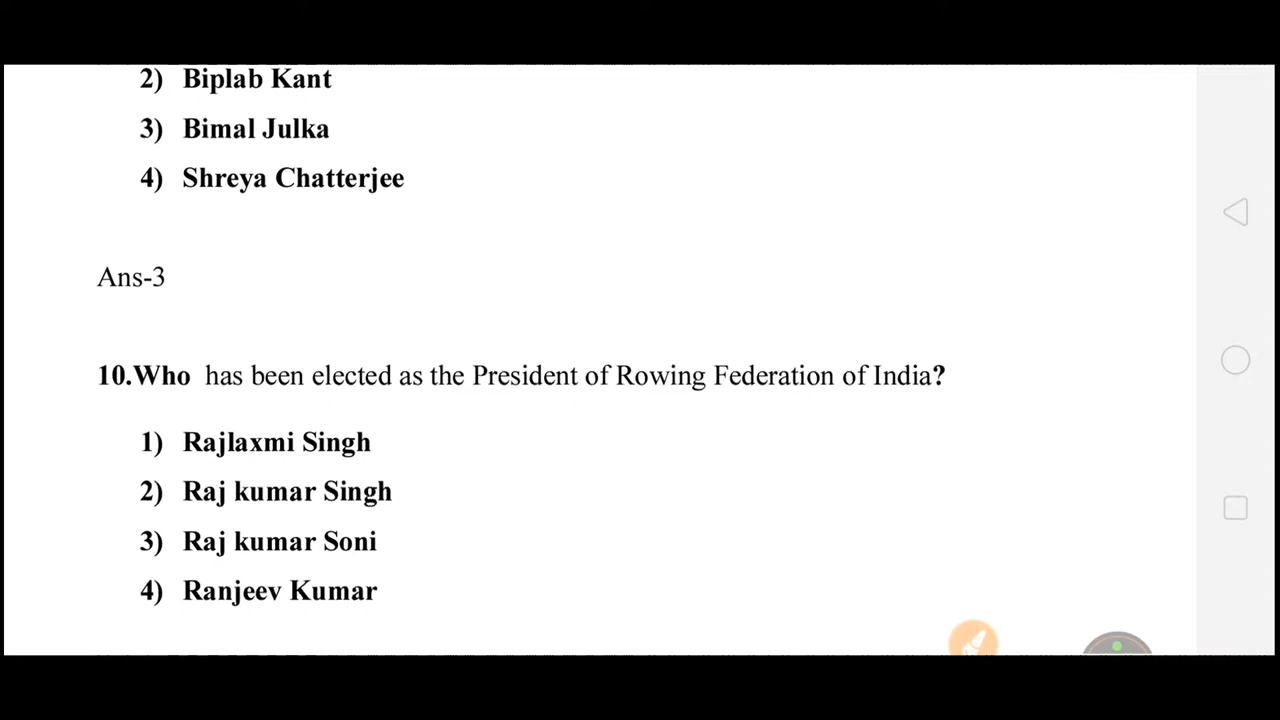 2) Biplab Kant
3) Bimal Julka
4) Shreya Chatterjee
Ans-3
10.Who has been elected as the President of Rowing Federation of India?
1) Rajlaxmi Singh
2) Raj kumar Singh
3) Raj kumar Soni
4) Ranjeev Kumar